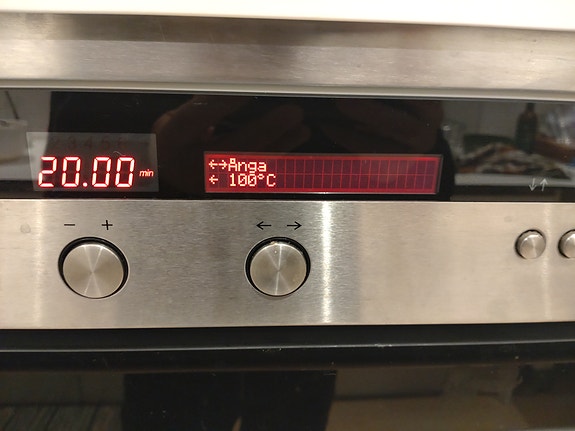 20.00 min
←→Ånga
← 100°C
− +
← →
↓↑